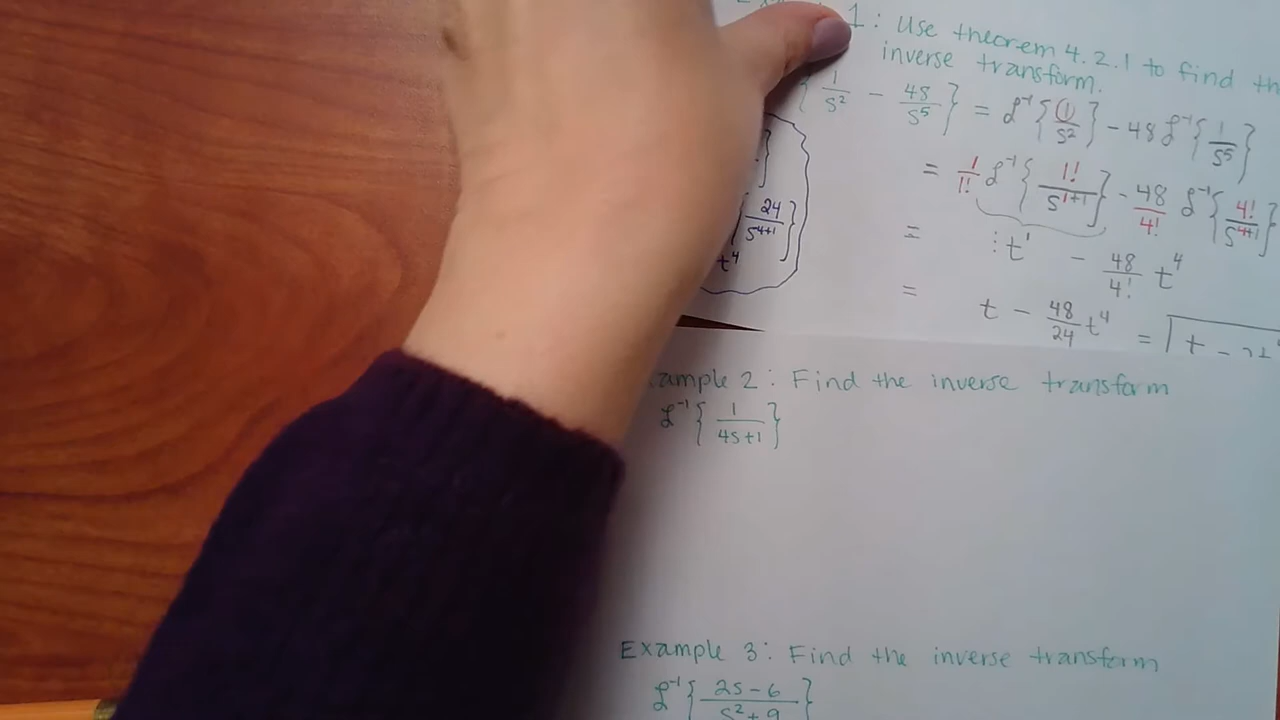 1: Use theorem 4.2.1 to find th
inverse transform.
{ 1/s² - 48/s⁵ } = ℒ⁻¹{ 1/s² } - 48 ℒ⁻¹{ 1/s⁵ }
= 1/1! ℒ⁻¹{ 1!/s¹⁺¹ } - 48/4! ℒ⁻¹{ 4!/s⁴⁺¹ }
{ 24/s⁴⁺¹ }
t⁴
= t¹ - 48/4! t⁴
= t - 48/24 t⁴ = t - 2t⁴
ample 2: Find the inverse transform
ℒ⁻¹{ 1/4s+1 }
Example 3: Find the inverse transform
ℒ⁻¹{ 2s-6/s²+9 }